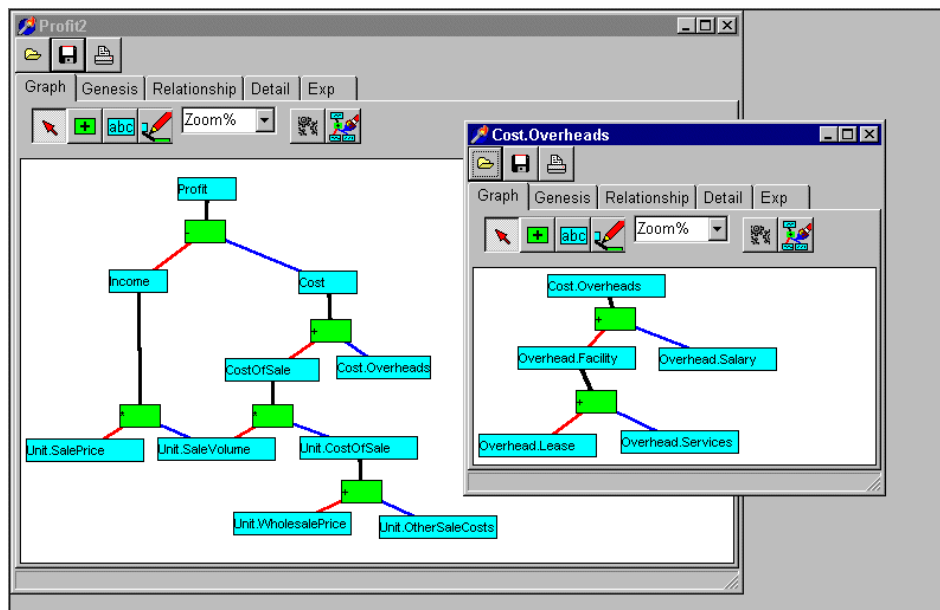 Profit2
Graph Genesis Relationship Detail Exp
abc Zoom%
Profit
-
Income Cost
+
CostOfSale Cost.Overheads
* *
Unit.SalePrice Unit.SaleVolume Unit.CostOfSale
+
Unit.WholesalePrice Unit.OtherSaleCosts
Cost.Overheads
Graph Genesis Relationship Detail Exp
abc Zoom%
Cost.Overheads
+
Overhead.Facility Overhead.Salary
+
Overhead.Lease Overhead.Services